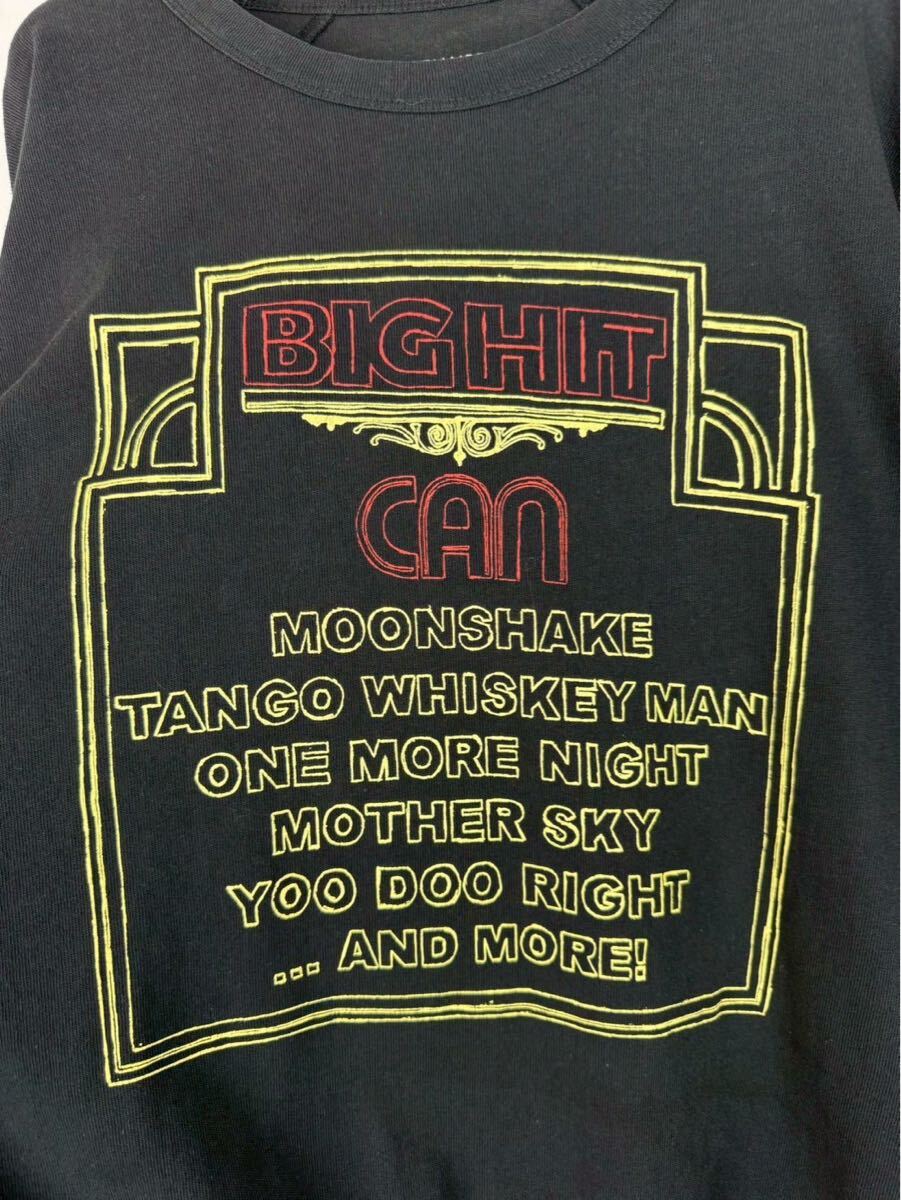 BIG HIT
CAN
MOONSHAKE
TANGO WHISKEY MAN
ONE MORE NIGHT
MOTHER SKY
YOO DOO RIGHT
... AND MORE!